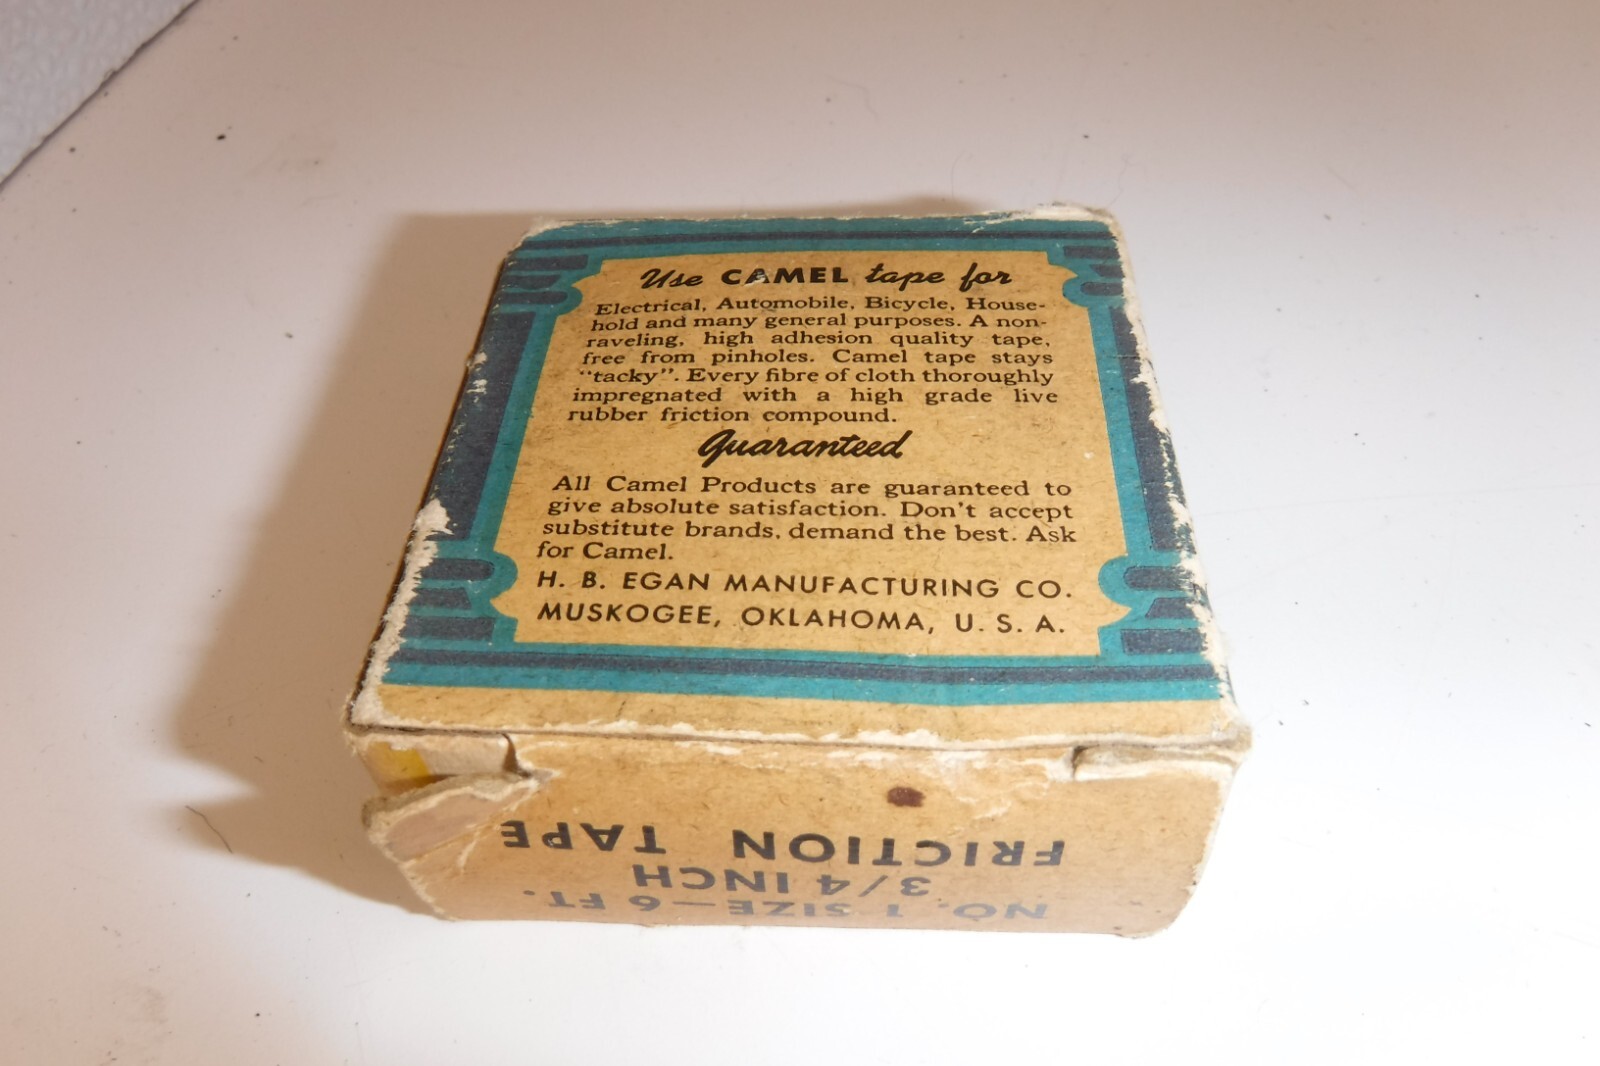 Use CAMEL tape for
Electrical, Automobile, Bicycle, House-
hold and many general purposes. A non-
raveling, high adhesion quality tape,
free from pinholes. Camel tape stays
"tacky". Every fibre of cloth thoroughly
impregnated with a high grade live
rubber friction compound.
Guaranteed
All Camel Products are guaranteed to
give absolute satisfaction. Don't accept
substitute brands, demand the best. Ask
for Camel.
H. B. EGAN MANUFACTURING CO.
MUSKOGEE, OKLAHOMA, U. S. A.
NO. 1 SIZE—6 FT.
3/4 INCH
FRICTION TAPE